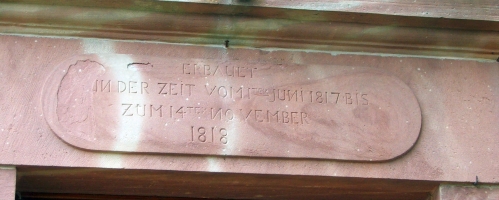 ERBAUET
IN DER ZEIT VOM 1TEN JUNI 1817 BIS
ZUM 14TEN NOVEMBER
1818